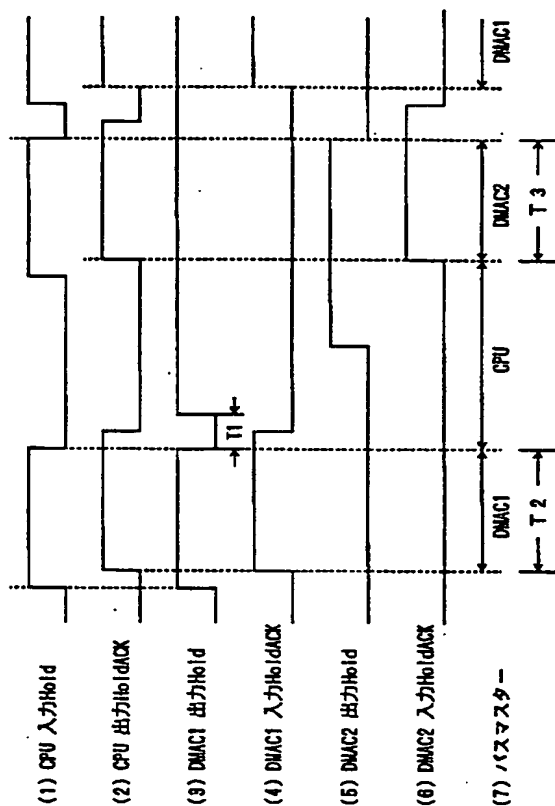 (1) CPU 入力Hold
(2) CPU 出力HoldACK
(3) DMAC1 出力Hold
(4) DMAC1 入力HoldACK
(5) DMAC2 出力Hold
(6) DMAC2 入力HoldACK
(7) バスマスター
T1
DMAC1
CPU
DMAC2
DMAC1
T2
T3